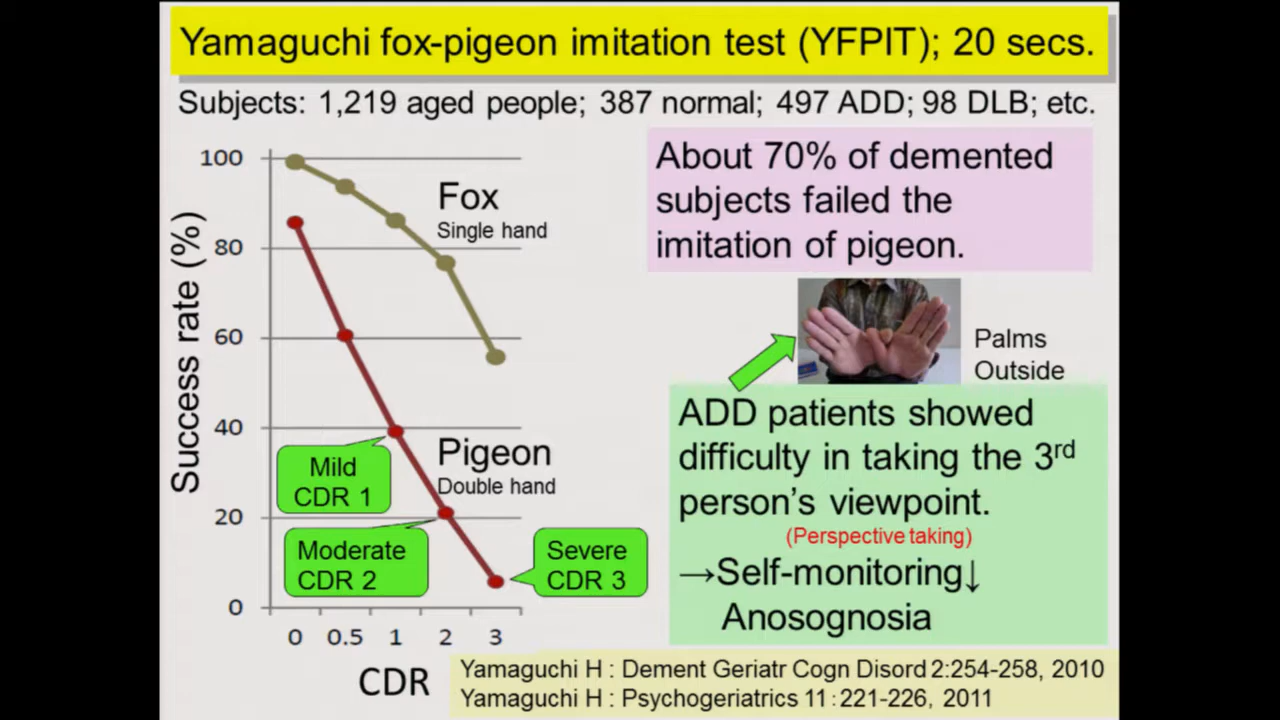 Yamaguchi fox-pigeon imitation test (YFPIT); 20 secs.
Subjects: 1,219 aged people; 387 normal; 497 ADD; 98 DLB; etc.
About 70% of demented
subjects failed the
imitation of pigeon.
100
80
60
40
20
0
Success rate (%)
Fox
Single hand
Pigeon
Double hand
Mild
CDR 1
Moderate
CDR 2
Severe
CDR 3
0 0.5 1 2 3
CDR
Palms
Outside
ADD patients showed
difficulty in taking the 3rd
person's viewpoint.
(Perspective taking)
→Self-monitoring↓
Anosognosia
Yamaguchi H : Dement Geriatr Cogn Disord 2:254-258, 2010
Yamaguchi H : Psychogeriatrics 11:221-226, 2011